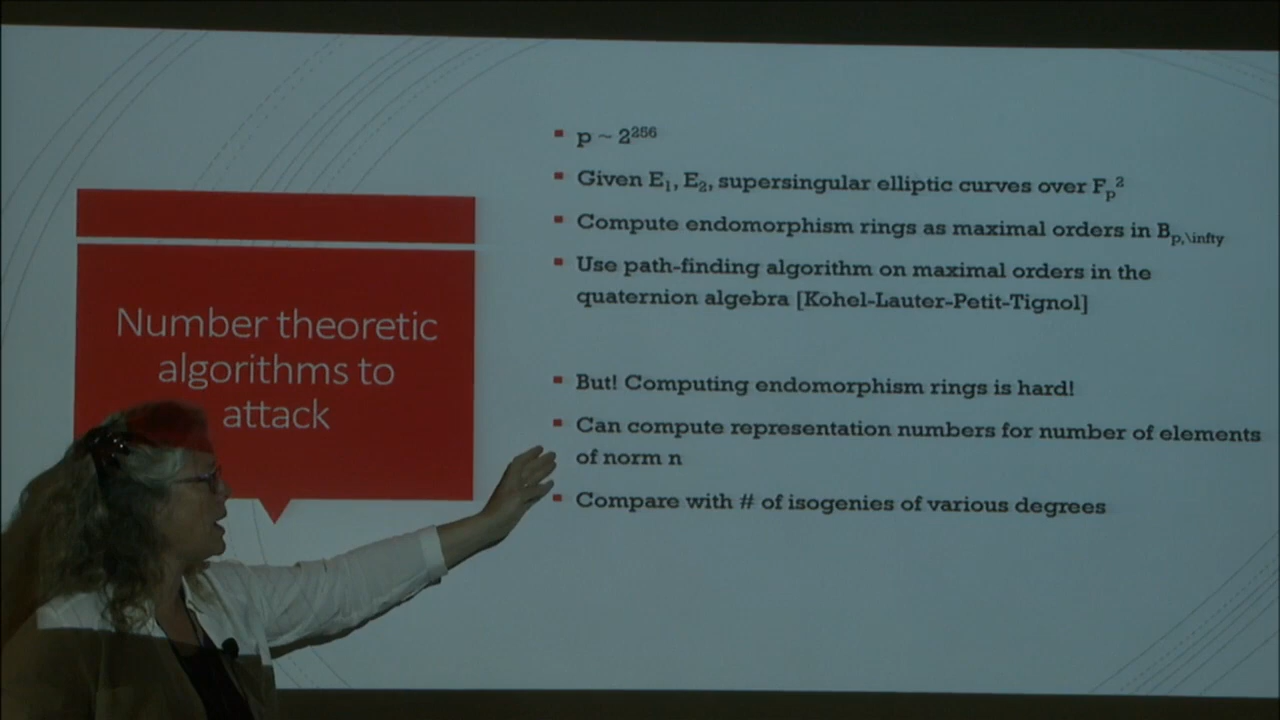 Number theoretic
algorithms to
attack
p ~ 2²⁵⁶
Given E₁, E₂, supersingular elliptic curves over Fₚ²
Compute endomorphism rings as maximal orders in B_{p,\infty}
Use path-finding algorithm on maximal orders in the
quaternion algebra [Kohel-Lauter-Petit-Tignol]
But! Computing endomorphism rings is hard!
Can compute representation numbers for number of elements
of norm n
Compare with # of isogenies of various degrees